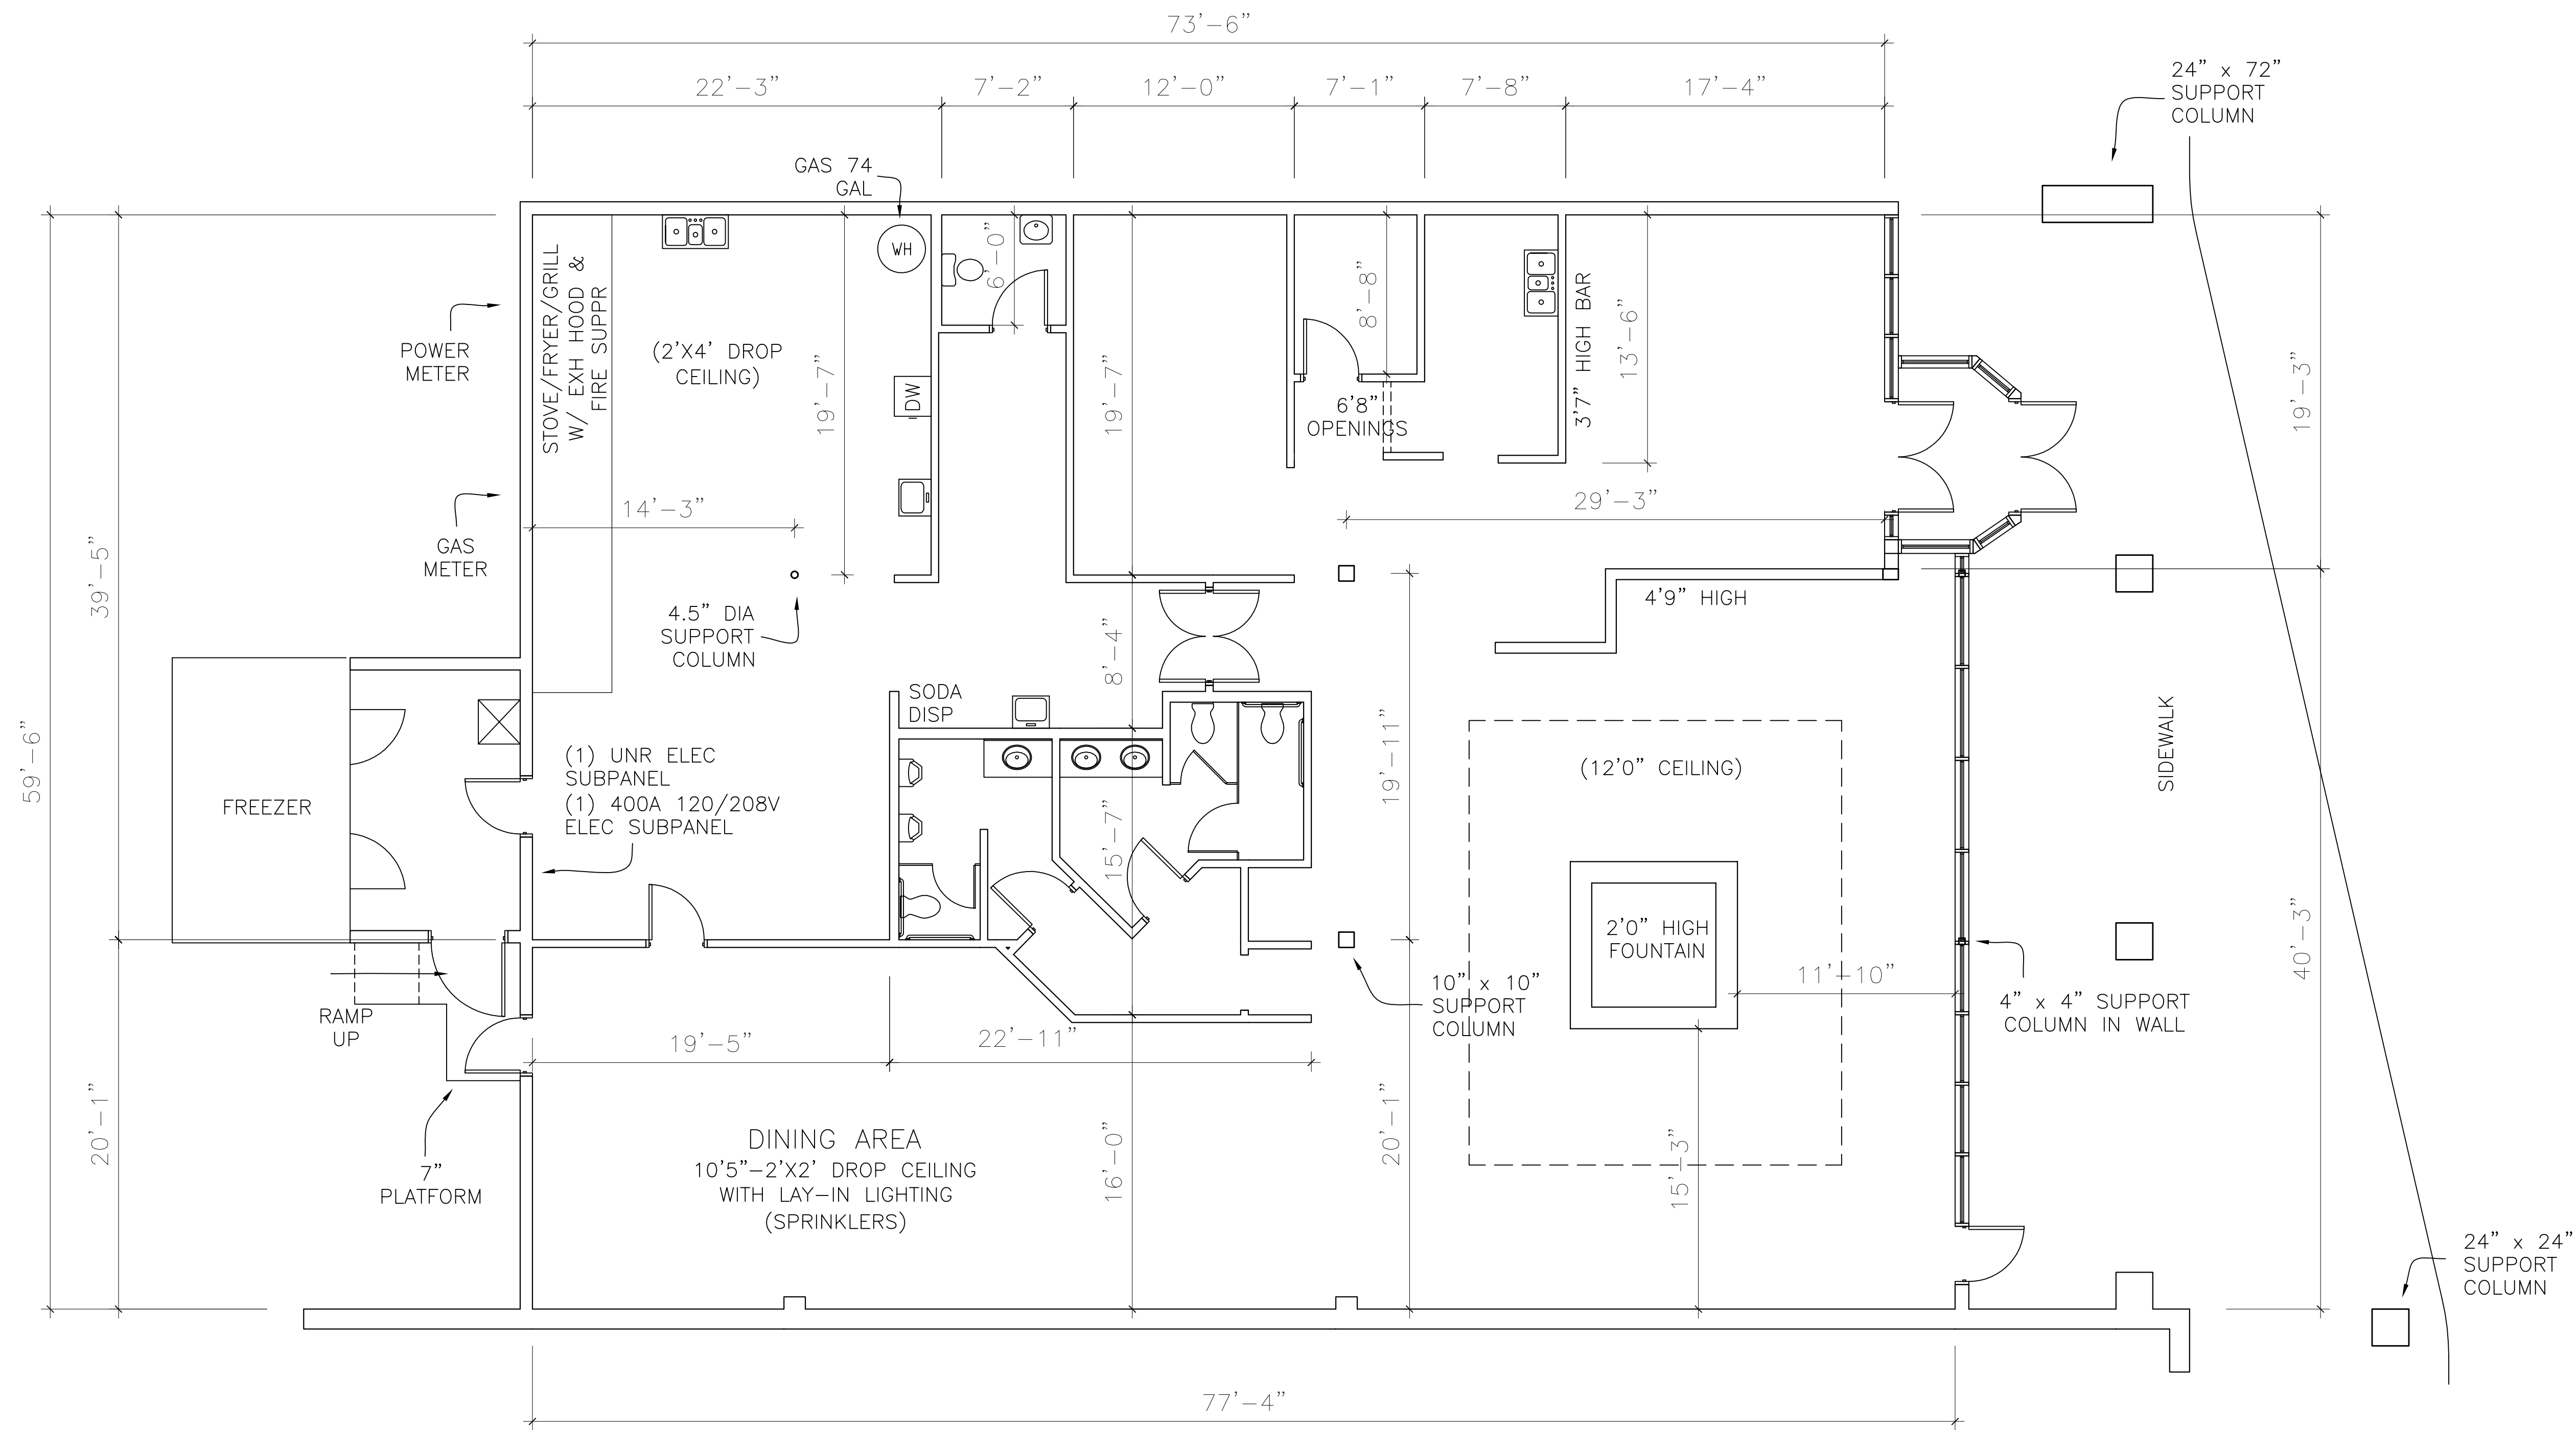 73'-6"
22'-3"
7'-2"
12'-0"
7'-1"
7'-8"
17'-4"
24" x 72"
SUPPORT
COLUMN
GAS 74
GAL
WH
STOVE/FRYER/GRILL
W/ EXH HOOD &
FIRE SUPPR
6'-0"
8'-8"
3'7" HIGH BAR
13'-6"
POWER
METER
(2'X4' DROP
CEILING)
19'-7"
DW
19'-7"
6'8"
OPENINGS
19'-3"
14'-3"
29'-3"
GAS
METER
39'-5"
4.5" DIA
SUPPORT
COLUMN
8'-4"
4'9" HIGH
SODA
DISP
59'-6"
FREEZER
(1) UNR ELEC
SUBPANEL
(1) 400A 120/208V
ELEC SUBPANEL
15'-7"
19'-11"
(12'0" CEILING)
SIDEWALK
2'0" HIGH
FOUNTAIN
11'-10"
40'-3"
10" x 10"
SUPPORT
COLUMN
4" x 4" SUPPORT
COLUMN IN WALL
RAMP
UP
19'-5"
22'-11"
20'-1"
7"
PLATFORM
DINING AREA
10'5"-2'X2' DROP CEILING
WITH LAY-IN LIGHTING
(SPRINKLERS)
16'-0"
20'-1"
15'-3"
24" x 24"
SUPPORT
COLUMN
77'-4"